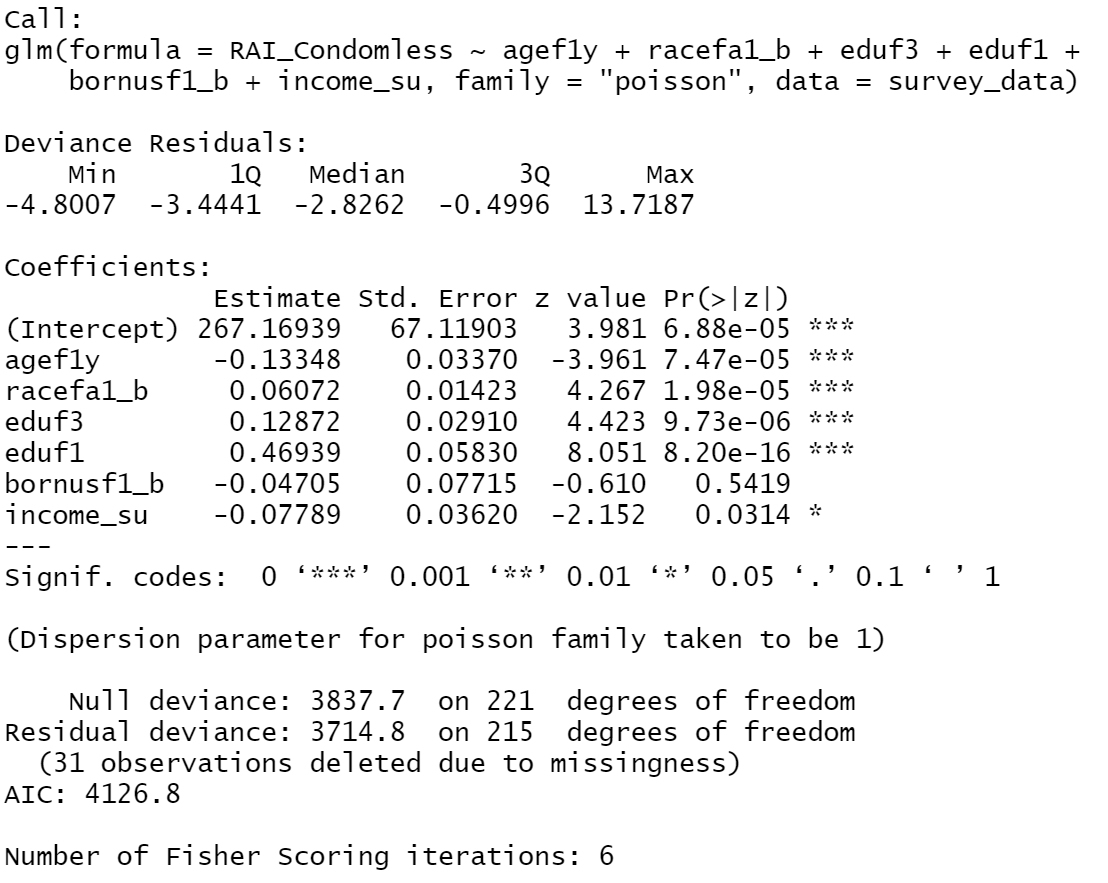 Call:
glm(formula = RAI_Condomless ~ agef1y + racefa1_b + eduf3 + eduf1 +
    bornusf1_b + income_su, family = "poisson", data = survey_data)

Deviance Residuals:
    Min       1Q   Median       3Q      Max
-4.8007  -3.4441  -2.8262  -0.4996  13.7187

Coefficients:
             Estimate Std. Error z value Pr(>|z|)
(Intercept) 267.16939   67.11903   3.981 6.88e-05 ***
agef1y       -0.13348    0.03370  -3.961 7.47e-05 ***
racefa1_b     0.06072    0.01423   4.267 1.98e-05 ***
eduf3         0.12872    0.02910   4.423 9.73e-06 ***
eduf1         0.46939    0.05830   8.051 8.20e-16 ***
bornusf1_b   -0.04705    0.07715  -0.610   0.5419
income_su    -0.07789    0.03620  -2.152   0.0314 *
---
Signif. codes:  0 ‘***’ 0.001 ‘**’ 0.01 ‘*’ 0.05 ‘.’ 0.1 ‘ ’ 1

(Dispersion parameter for poisson family taken to be 1)

    Null deviance: 3837.7  on 221  degrees of freedom
Residual deviance: 3714.8  on 215  degrees of freedom
  (31 observations deleted due to missingness)
AIC: 4126.8

Number of Fisher Scoring iterations: 6